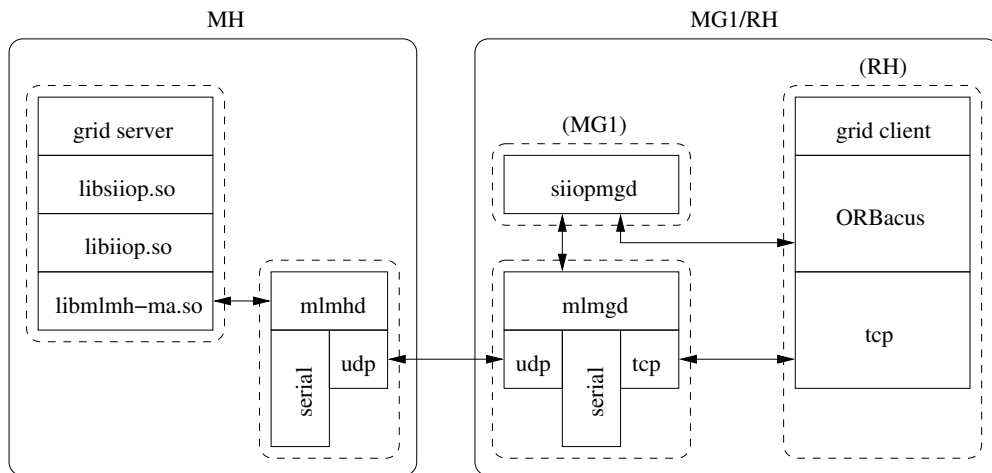 MH
grid server
libsiiop.so
libiiop.so
libmlmh−ma.so
mlmhd
serial
udp
MG1/RH
(MG1)
siiopmgd
mlmgd
udp
serial
tcp
(RH)
grid client
ORBacus
tcp